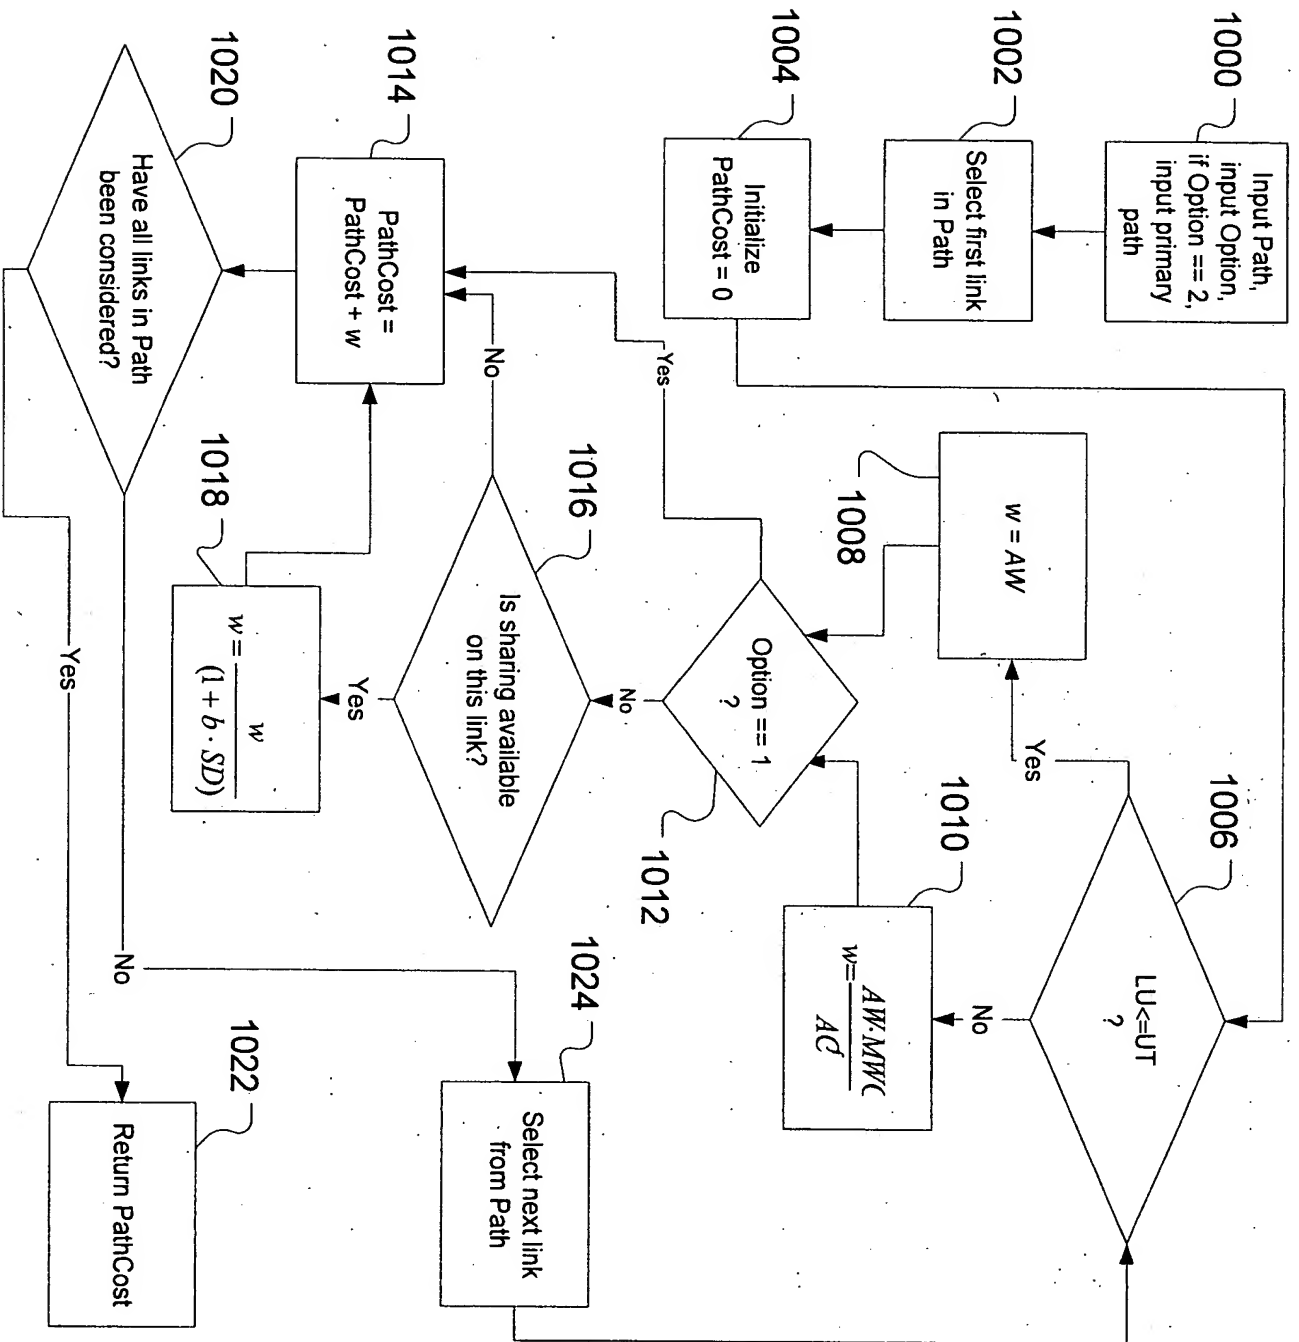 1000
Input Path,
input Option,
if Option == 2,
input primary
path
1002
Select first link
in Path
1004
Initialize
PathCost = 0
1006
LU<=UT
?
Yes
No
1008
w = AW
1010
w= AW·MWC
AC
1012
Option == 1
?
Yes
No
1014
PathCost =
PathCost + w
1016
Is sharing available
on this link?
No
Yes
1018
w = w
(1 + b · SD)
1020
Have all links in Path
been considered?
Yes
No
1022
Return PathCost
1024
Select next link
from Path